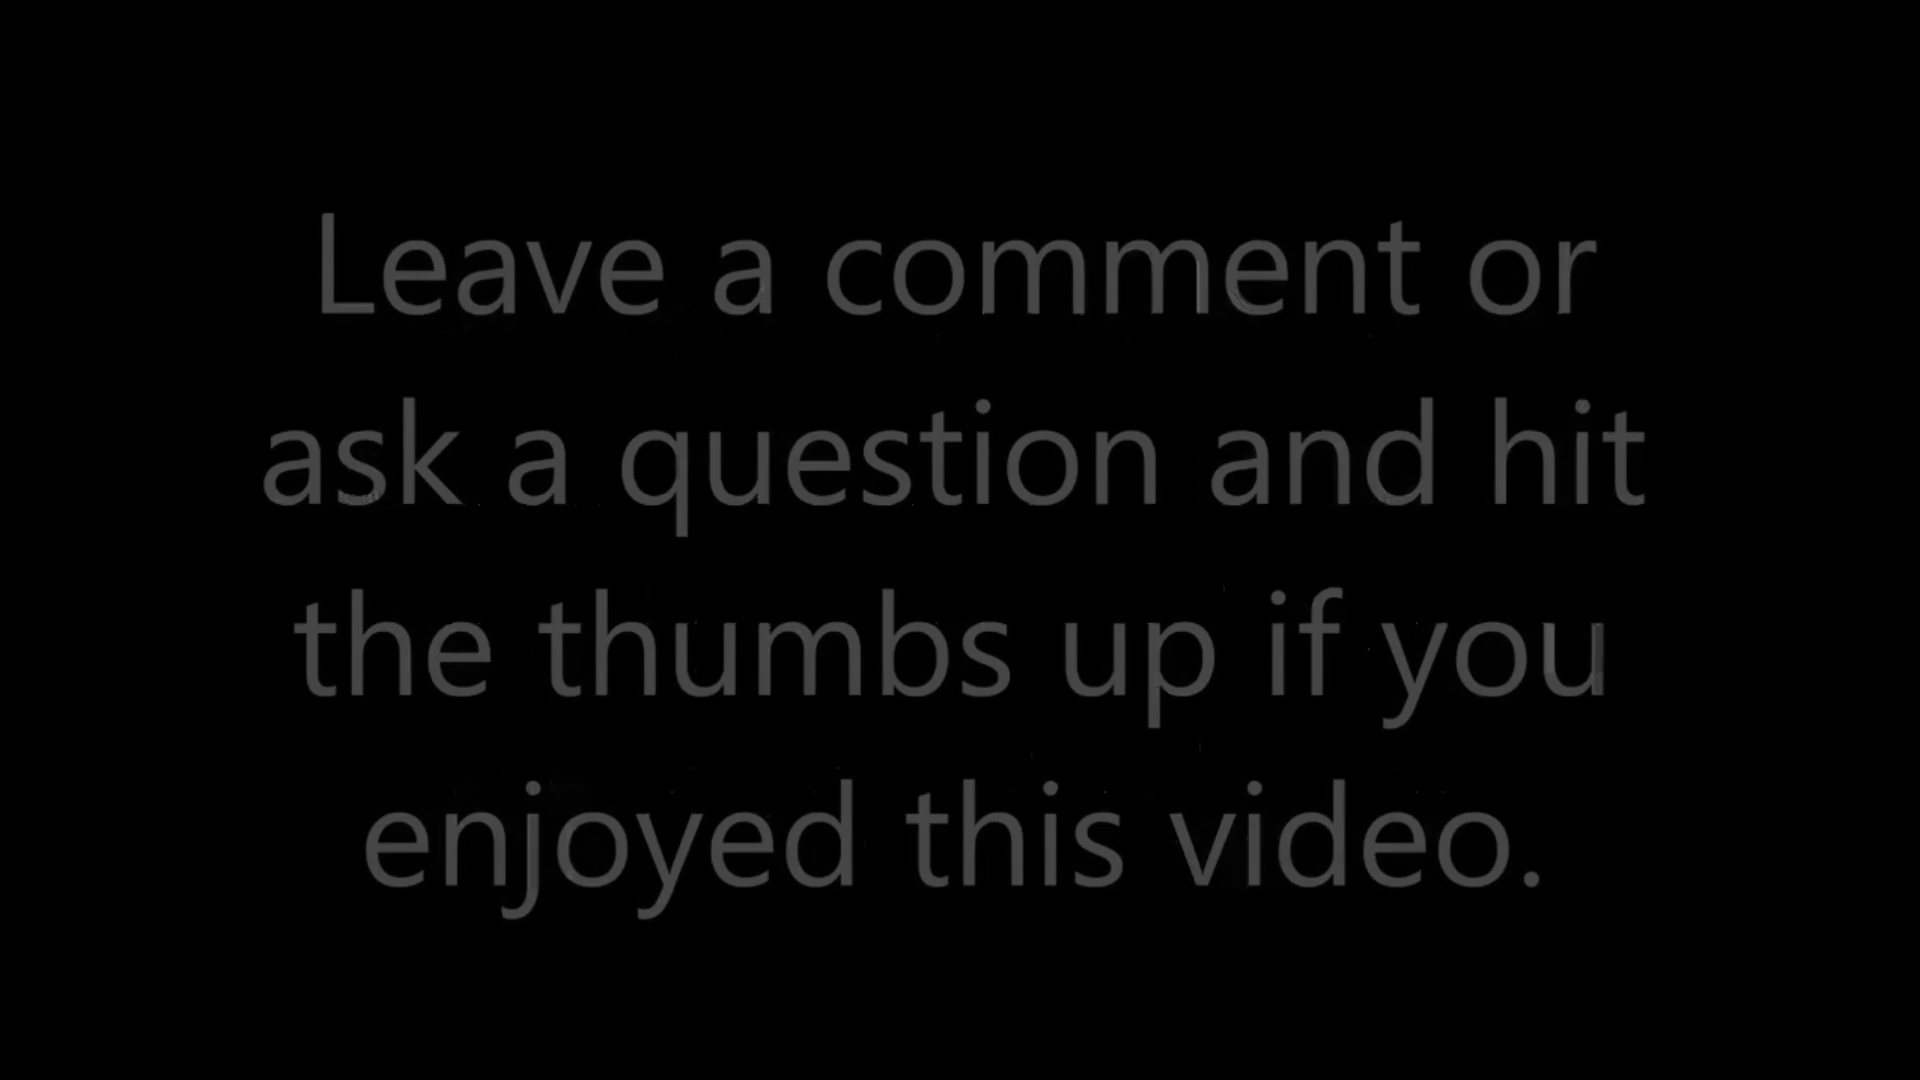 Leave a comment or
ask a question and hit
the thumbs up if you
enjoyed this video.